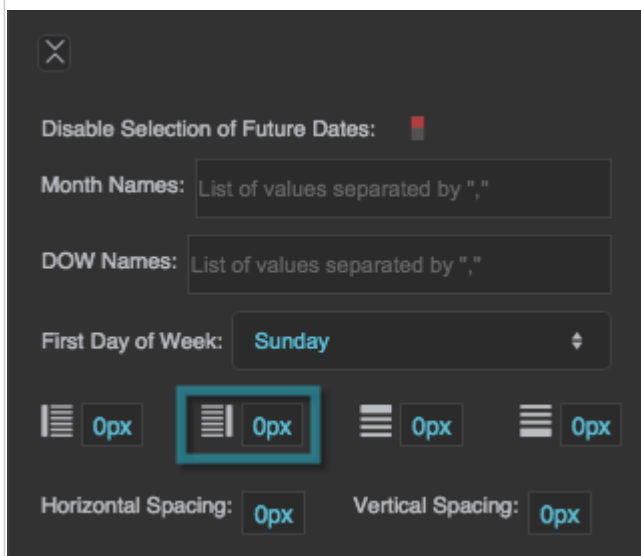 Disable Selection of Future Dates:
Month Names: List of values separated by ","
DOW Names: List of values separated by ","
First Day of Week: Sunday
0px 0px 0px 0px
Horizontal Spacing: 0px Vertical Spacing: 0px